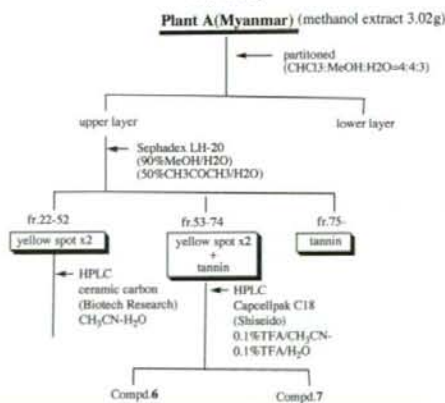 Plant A(Myanmar) (methanol extract 3.02g)
partitoned
(CHCl3:MeOH:H2O=4:4:3)
upper layer
lower layer
Sephadex LH-20
(90%MeOH/H2O)
(50%CH3COCH3/H2O)
fr.22-52
fr.53-74
fr.75-
yellow spot x2
yellow spot x2
+
tannin
tannin
HPLC
ceramic carbon
(Biotech Research)
CH3CN-H2O
HPLC
Capcellpak C18
(Shiseido)
0.1%TFA/CH3CN-
0.1%TFA/H2O
Compd.6
Compd.7